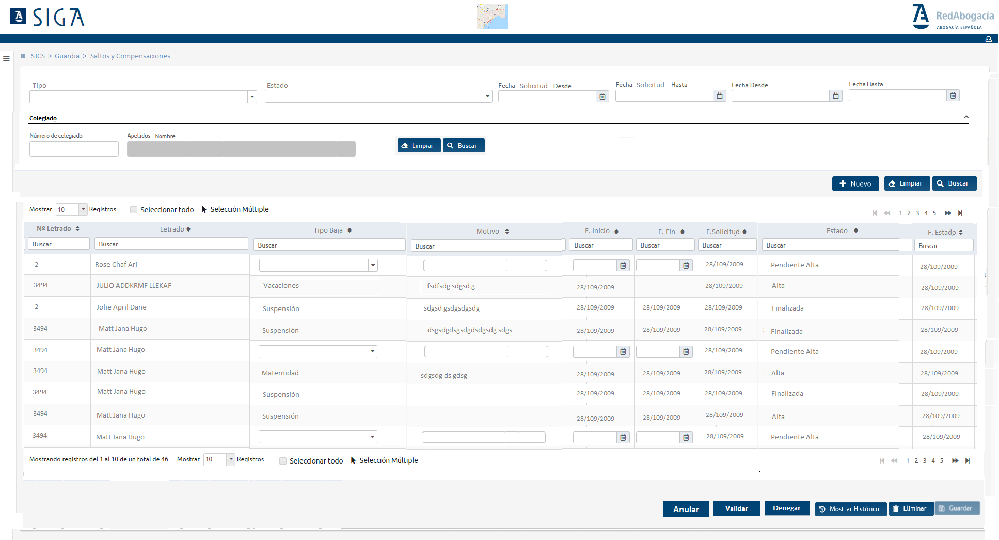 SIGA
RedAbogacía
ABOGACÍA ESPAÑOLA
SJCS > Guardia > Saltos y Compensaciones
Tipo
Estado
Fecha Solicitud Desde
Fecha Solicitud Hasta
Fecha Desde
Fecha Hasta
Colegiado
Número de colegiado
Apellicos Nombre
Limpiar
Buscar
Nuevo
Limpiar
Buscar
Mostrar 10 Registros Seleccionar todo Selección Múltiple
1 2 3 4 5
Nº Letrado Letrado Tipo Baja Motivo F. Inicio F. Fin F.Solicitud Estado F. Estado
Buscar Buscar Buscar Buscar Buscar Buscar Buscar Buscar Buscar
2 Rose Chaf Ari 28/109/2009 Pendiente Alta 28/109/2009
3494 JULIO ADDKRMF LLEKAF Vacaciones fsdfsdg sdgsd g 28/109/2009 28/109/2009 Alta 28/109/2009
2 Jolie April Dane Suspensión sdgsd gsdgsdgsdg 28/109/2009 28/109/2009 28/109/2009 Finalizada 28/109/2009
3494 Matt Jana Hugo Suspensión dsgsdgdsgsdgdsdgsdg sdgs 28/109/2009 28/109/2009 28/109/2009 Finalizada 28/109/2009
3494 Matt Jana Hugo 28/109/2009 Pendiente Alta 28/109/2009
3494 Matt Jana Hugo Maternidad sdgsdg ds gdsg 28/109/2009 28/109/2009 28/109/2009 Alta 28/109/2009
3494 Matt Jana Hugo Suspensión 28/109/2009 28/109/2009 28/109/2009 Finalizada 28/109/2009
3494 Matt Jana Hugo Suspensión 28/109/2009 28/109/2009 28/109/2009 Alta 28/109/2009
3494 Matt Jana Hugo 28/109/2009 Pendiente Alta 28/109/2009
Mostrando registros del 1 al 10 de un total de 46 Mostrar 10 Registros Seleccionar todo Selección Múltiple
1 2 3 4 5
Anular
Validar
Denegar
Mostrar Histórico
Eliminar
Guardar